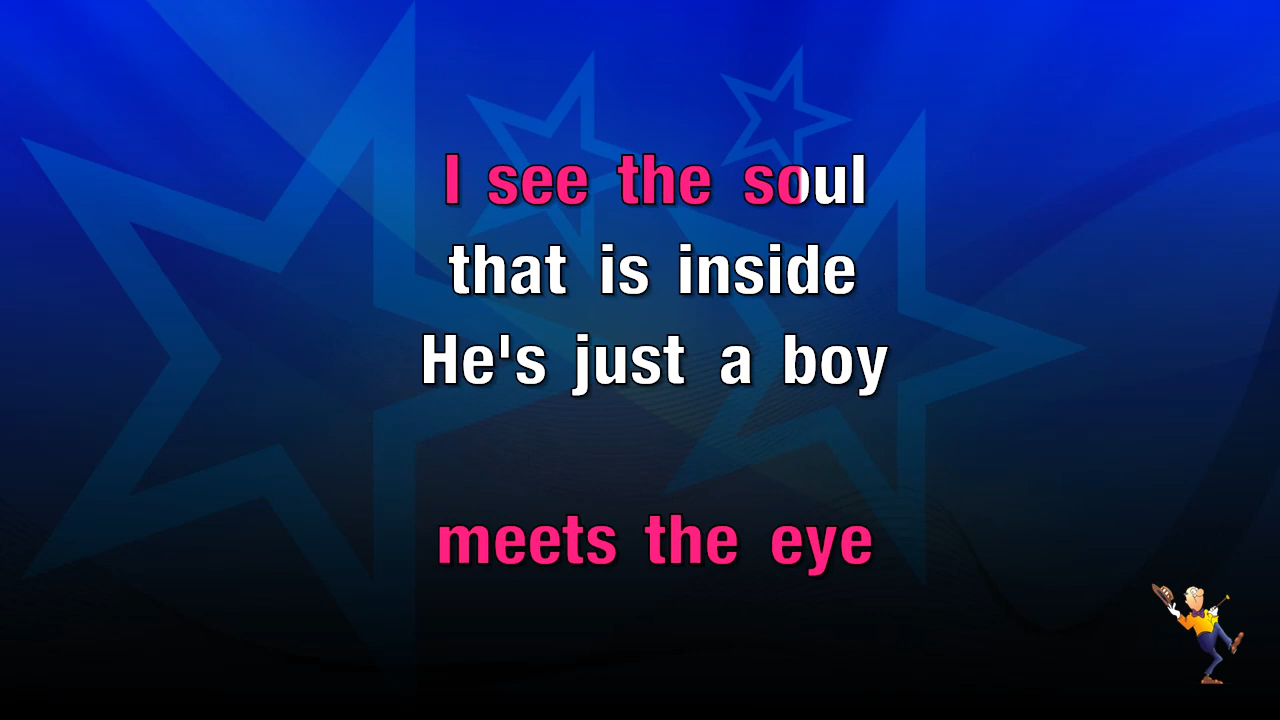 I see the soul
that is inside
He's just a boy
meets the eye